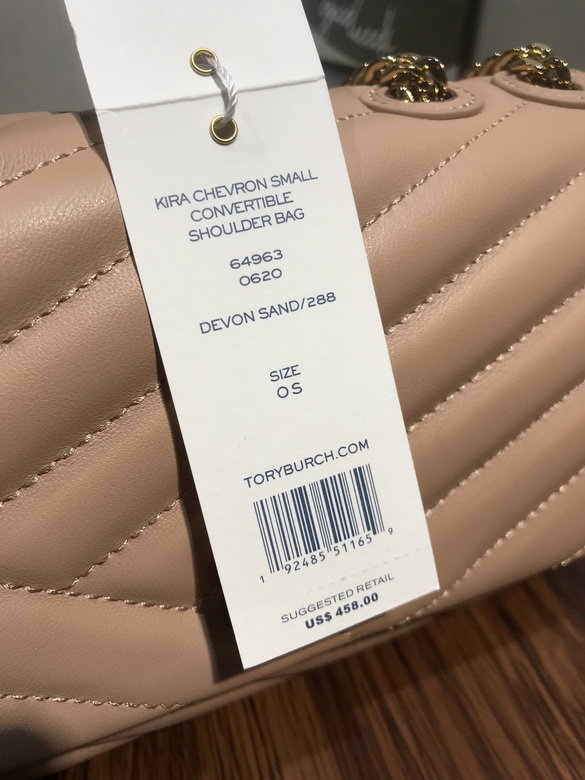 KIRA CHEVRON SMALL
CONVERTIBLE
SHOULDER BAG
64963
0620
DEVON SAND/288
SIZE
OS
TORYBURCH.COM
1 92485 51165 9
SUGGESTED RETAIL
US$ 458.00